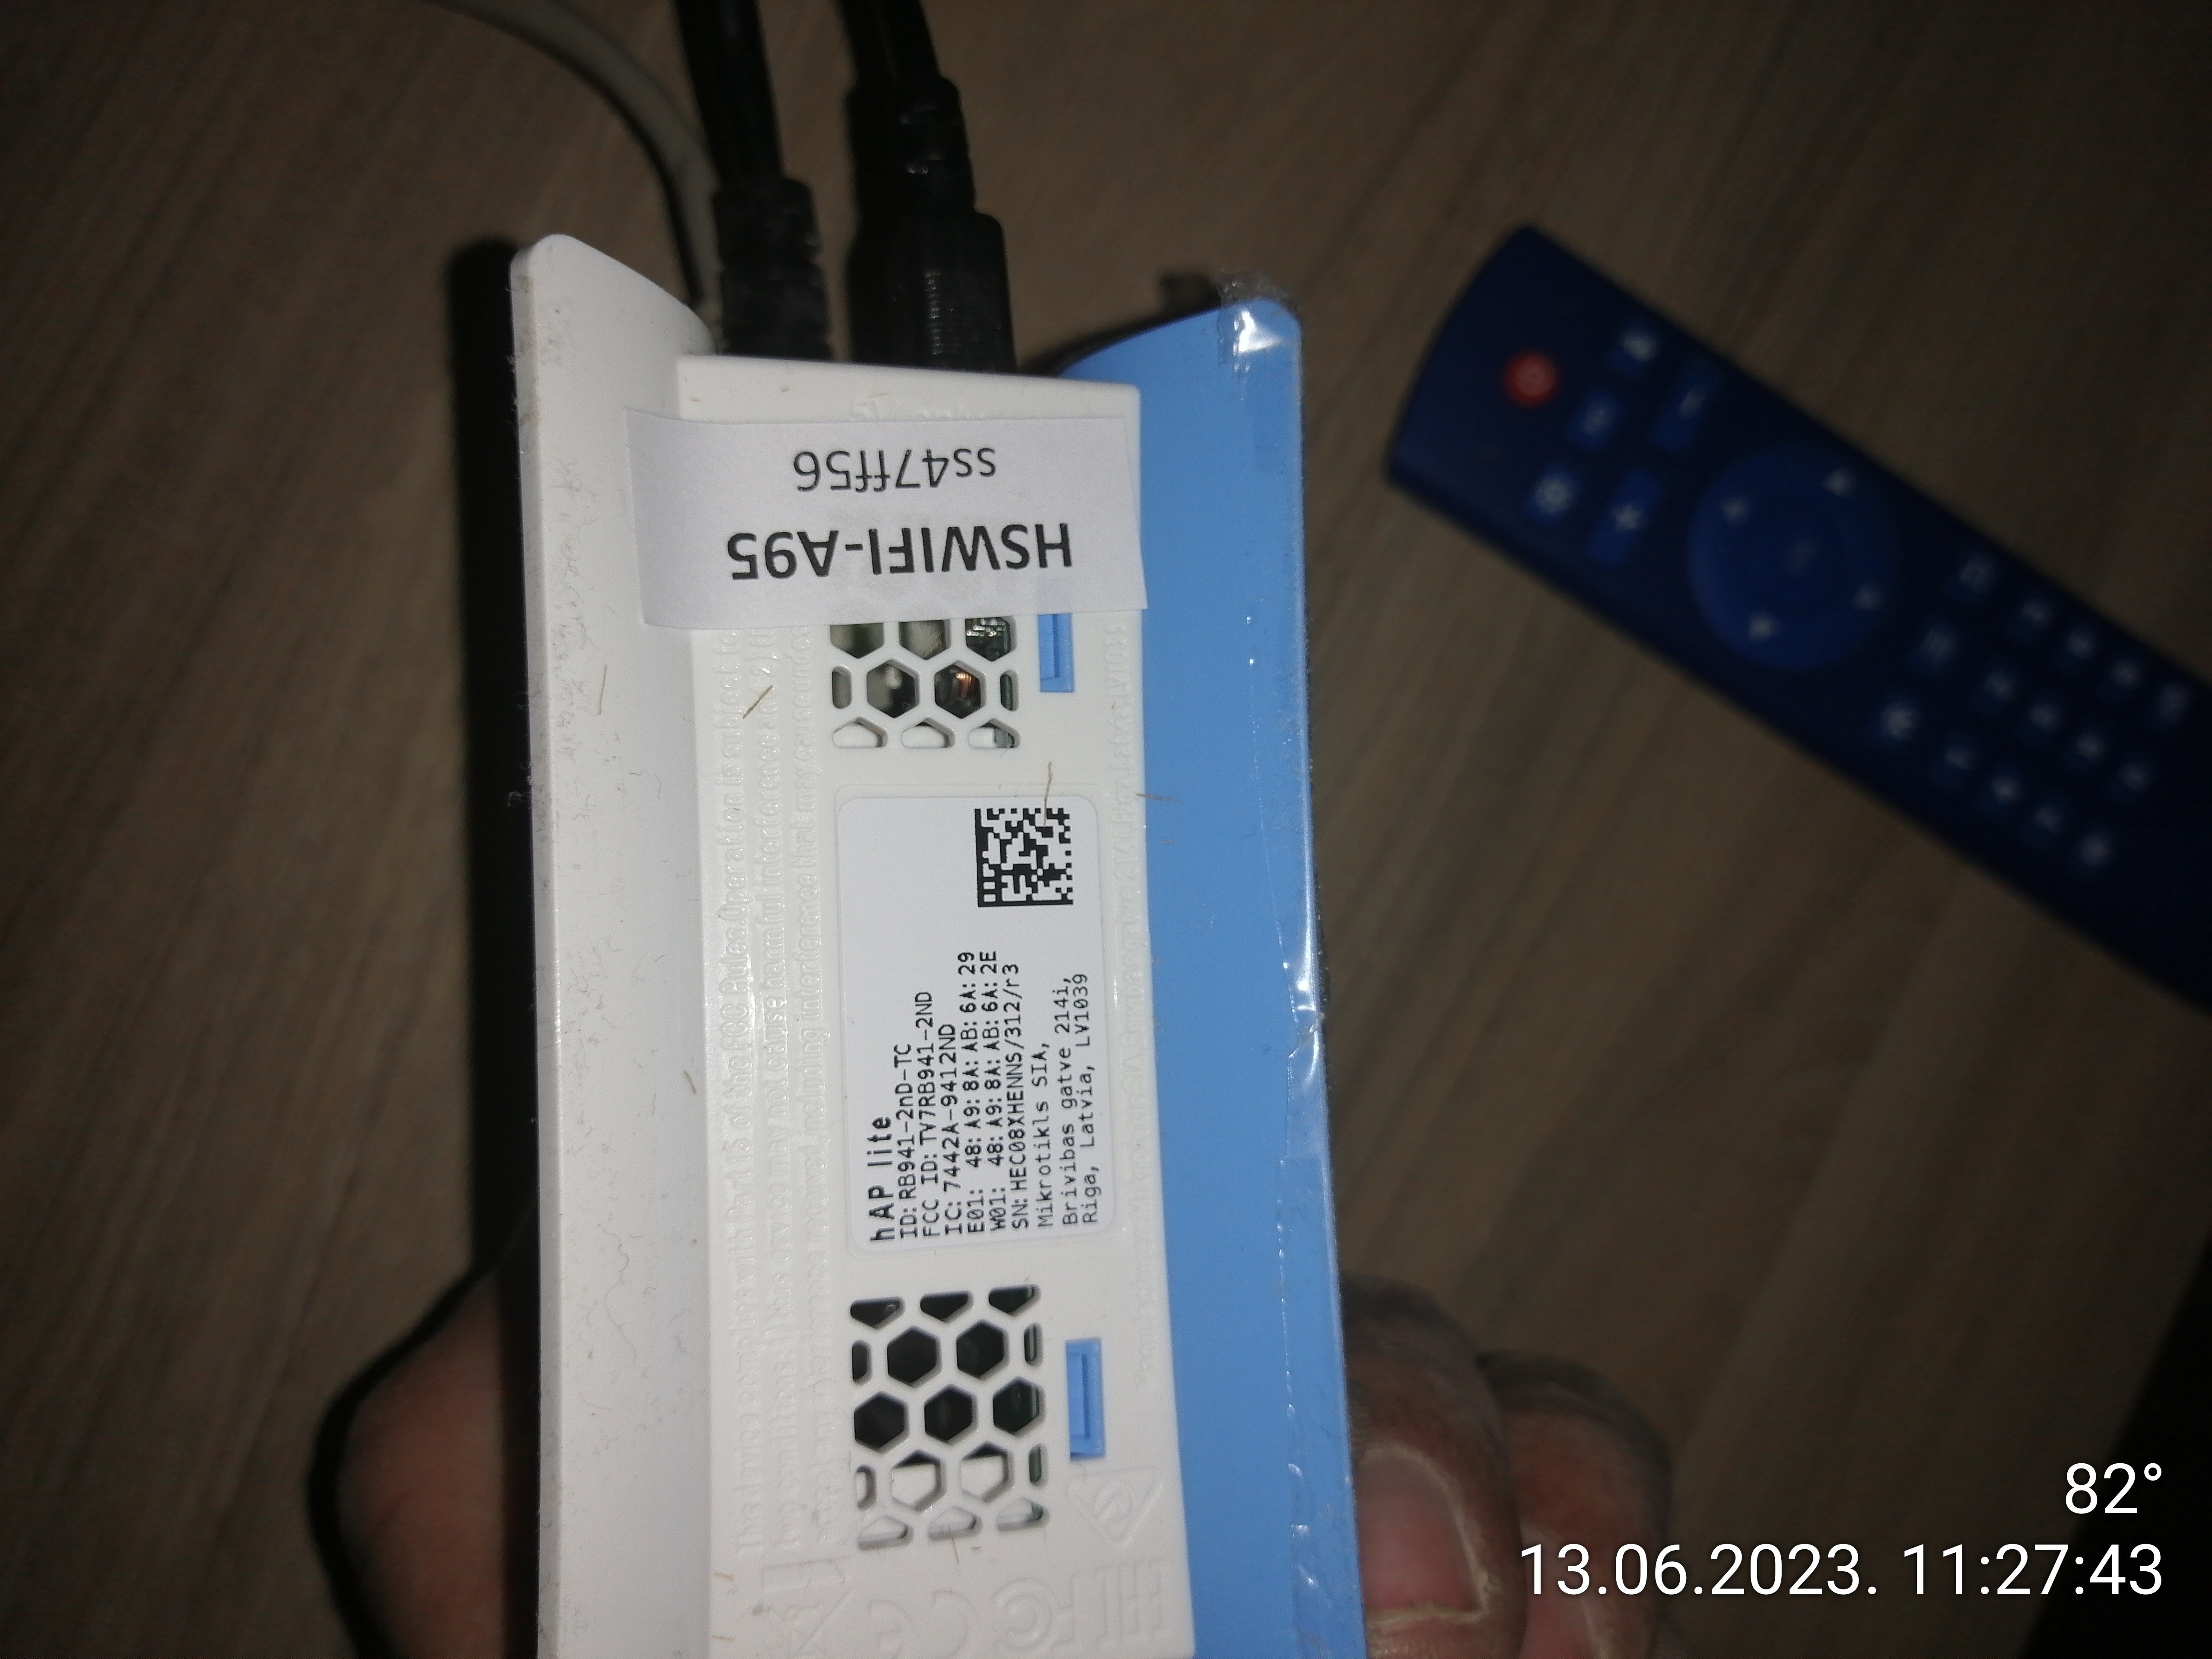 HSWIFI-A95
ss47ff56
hAP lite
ID: RB941-2nD-TC
FCC ID: TV7RB941-2ND
IC: 7442A-9412ND
E01: 48:A9:8A:AB:6A:29
W01: 48:A9:8A:AB:6A:2E
SN: HEC08XHENNS/312/r3
Mikrotikls SIA,
Brivibas gatve 214i,
Riga, Latvia, LV1039
82°
13.06.2023. 11:27:43